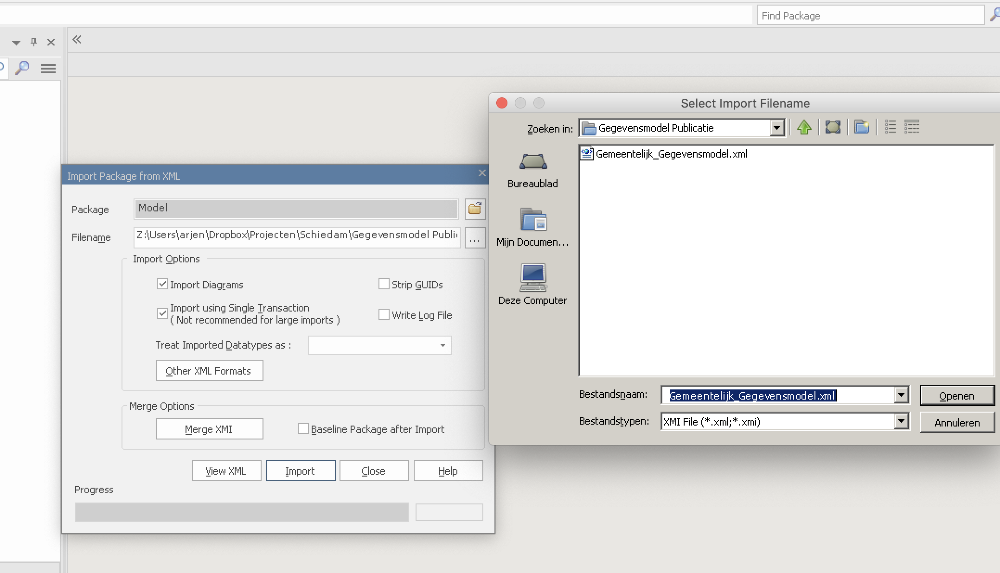 Find Package
Select Import Filename
Zoeken in:
Gegevensmodel Publicatie
Gemeentelijk_Gegevensmodel.xml
Bureaublad
Mijn Documen...
Deze Computer
Bestandsnaam:
Gemeentelijk_Gegevensmodel.xml
Openen
Bestandstypen:
XMI File (*.xml;*.xmi)
Annuleren
Import Package from XML
Package
Model
Filename
Z:\Users\arjen\Dropbox\Projecten\Schiedam\Gegevensmodel Publi
...
Import Options
Import Diagrams
Strip GUIDs
Import using Single Transaction
( Not recommended for large imports )
Write Log File
Treat Imported Datatypes as :
Other XML Formats
Merge Options
Merge XMI
Baseline Package after Import
View XML
Import
Close
Help
Progress